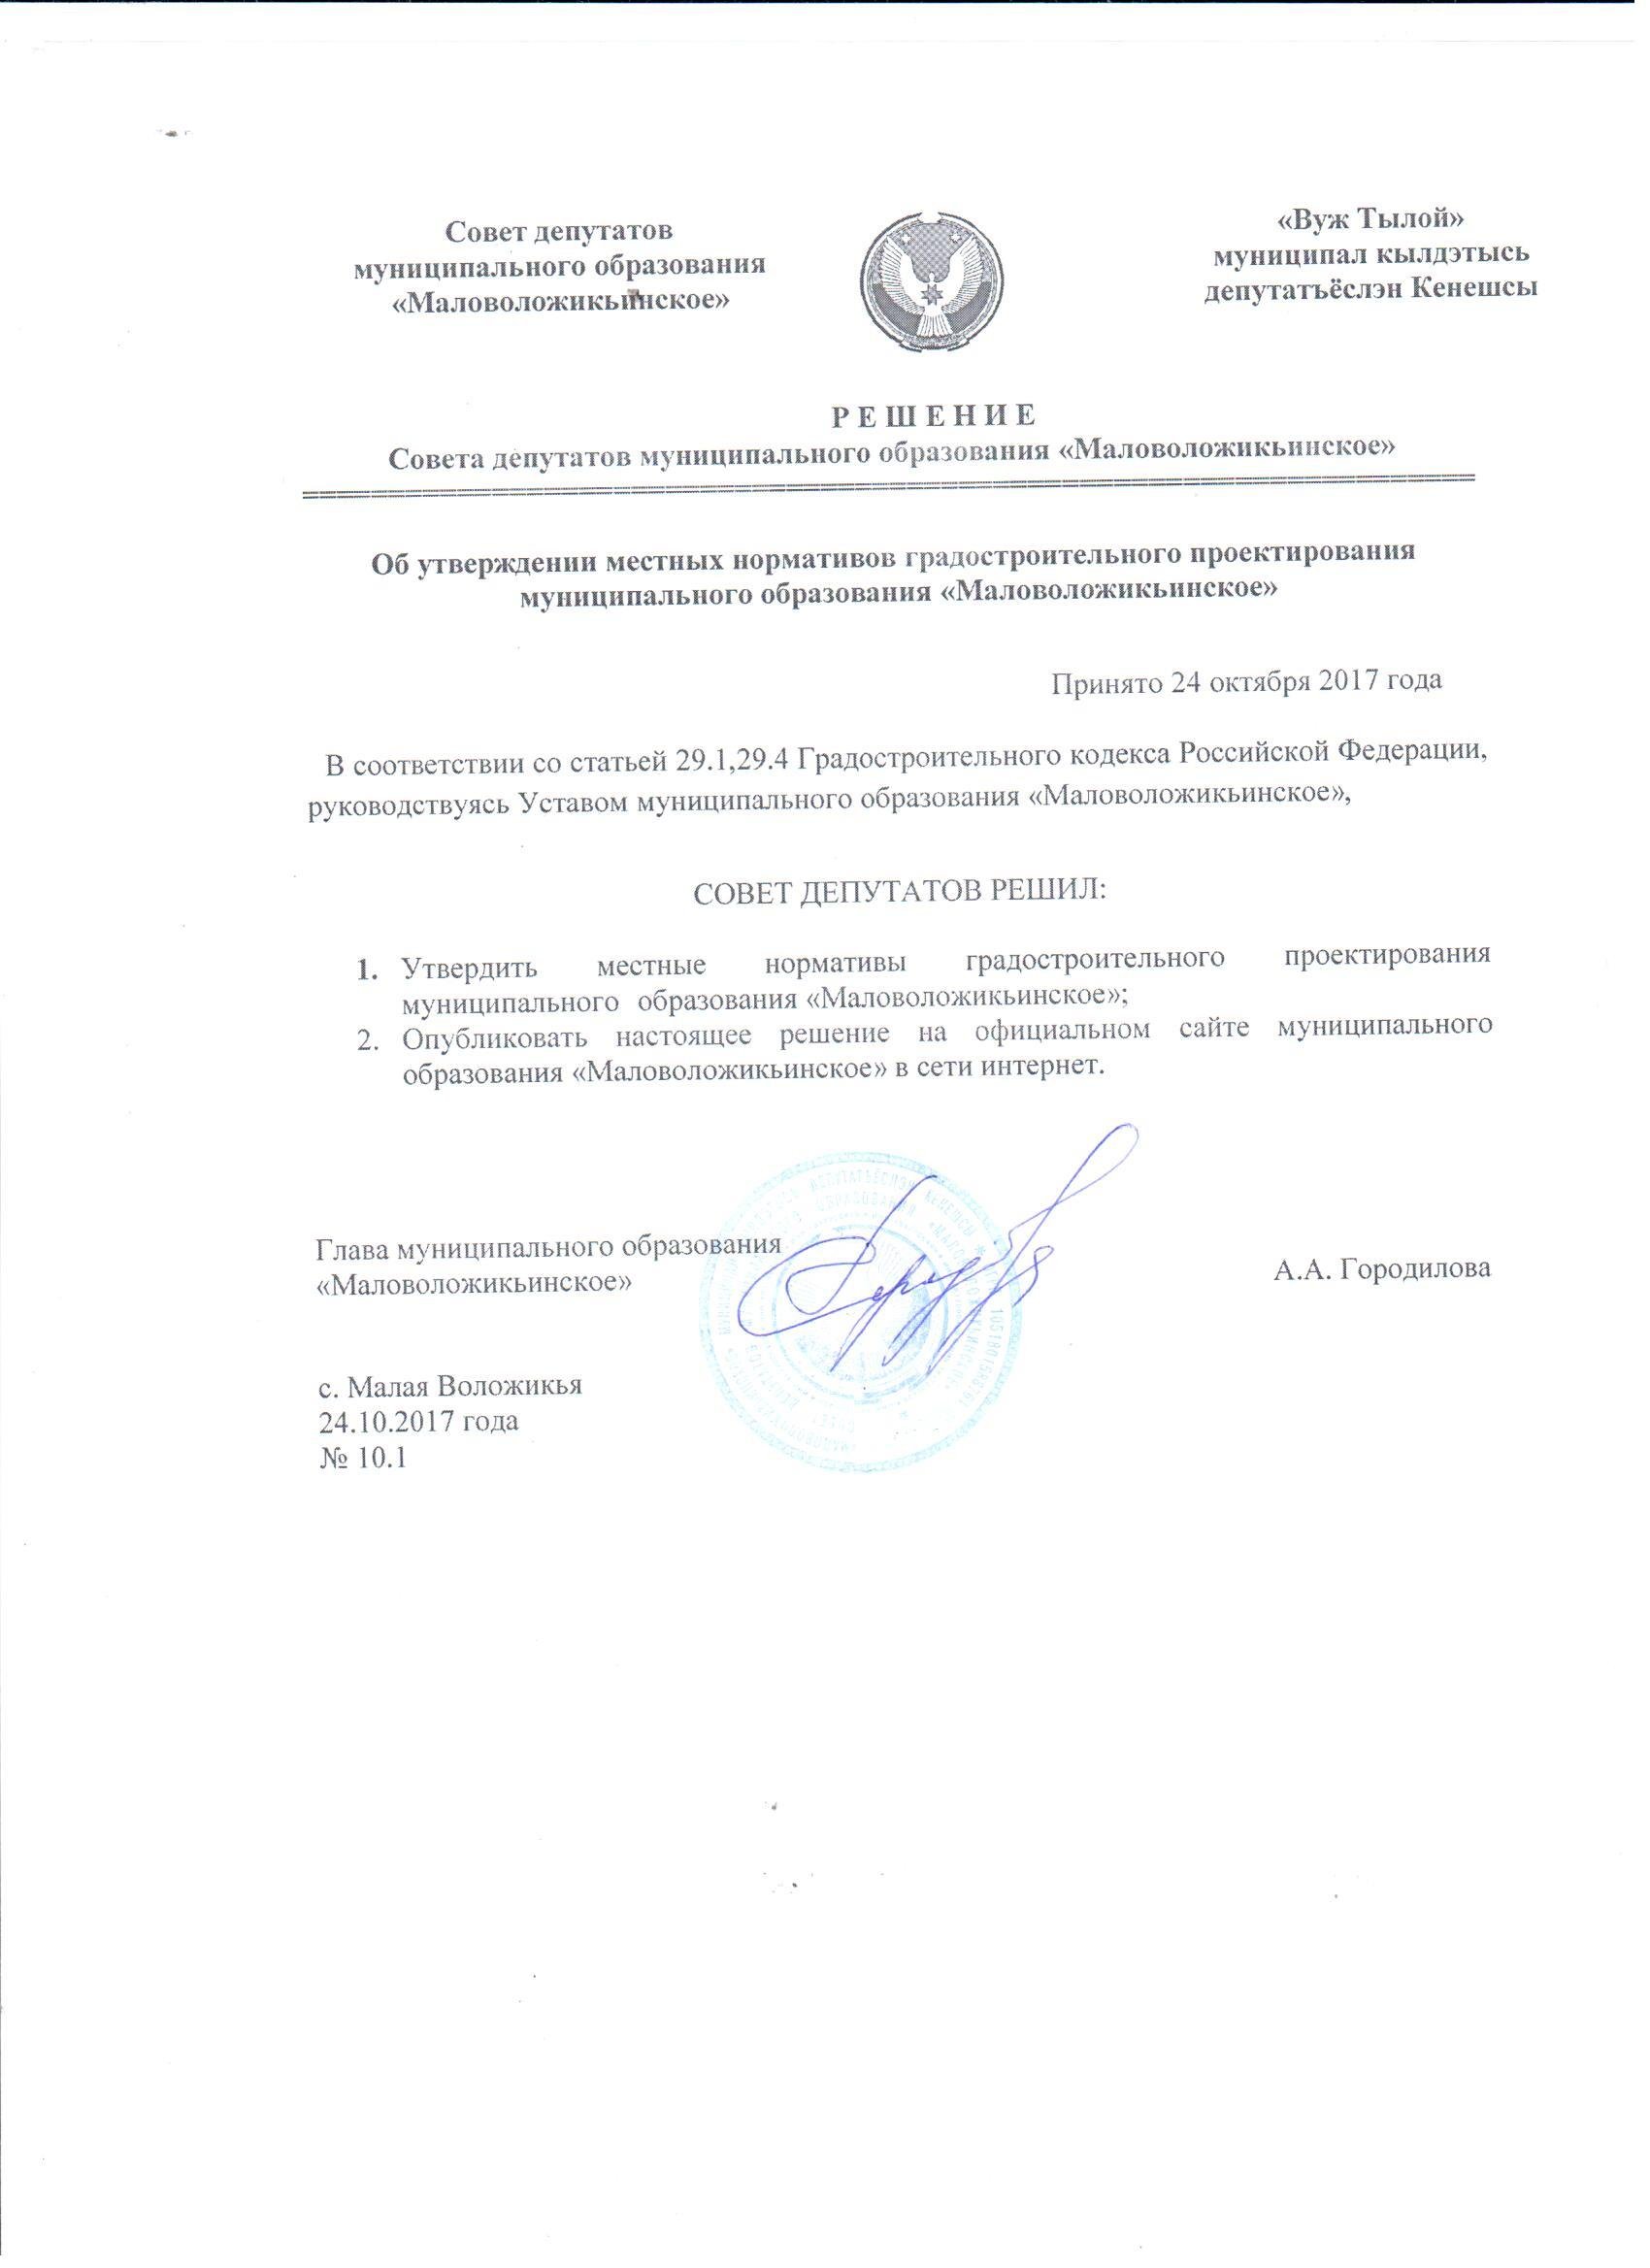 Совет депутатов
муниципального образования
«Маловоложикьинское»
«Вуж Тылой»
муниципал кылдэтысь
депутатъёслэн Кенешсы
Р Е Ш Е Н И Е
Совета депутатов муниципального образования «Маловоложикьинское»
Об утверждении местных нормативов градостроительного проектирования
муниципального образования «Маловоложикьинское»
Принято 24 октября 2017 года
В соответствии со статьей 29.1,29.4 Градостроительного кодекса Российской Федерации,
руководствуясь Уставом муниципального образования «Маловоложикьинское»,
СОВЕТ ДЕПУТАТОВ РЕШИЛ:
1. Утвердить местные нормативы градостроительного проектирования
муниципального образования «Маловоложикьинское»;
2. Опубликовать настоящее решение на официальном сайте муниципального
образования «Маловоложикьинское» в сети интернет.
Глава муниципального образования
«Маловоложикьинское»
А.А. Городилова
с. Малая Воложикья
24.10.2017 года
№ 10.1